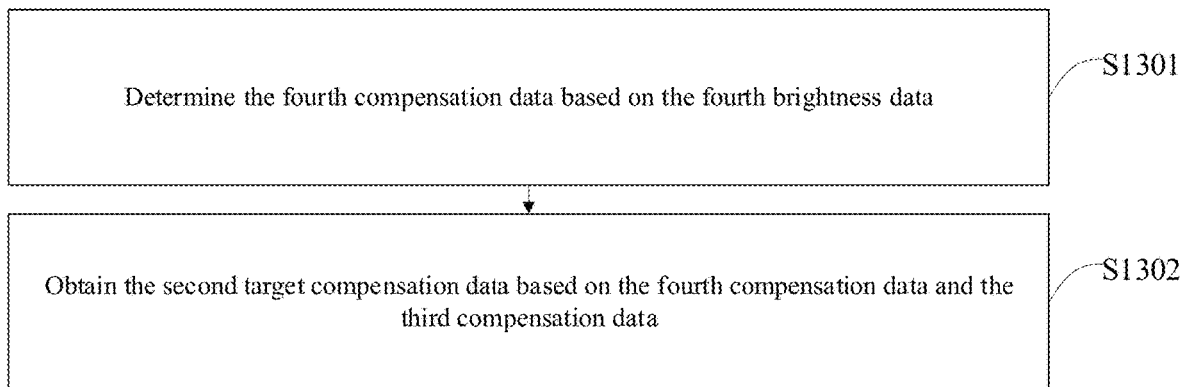 Determine the fourth compensation data based on the fourth brightness data
S1301
Obtain the second target compensation data based on the fourth compensation data and the
third compensation data
S1302